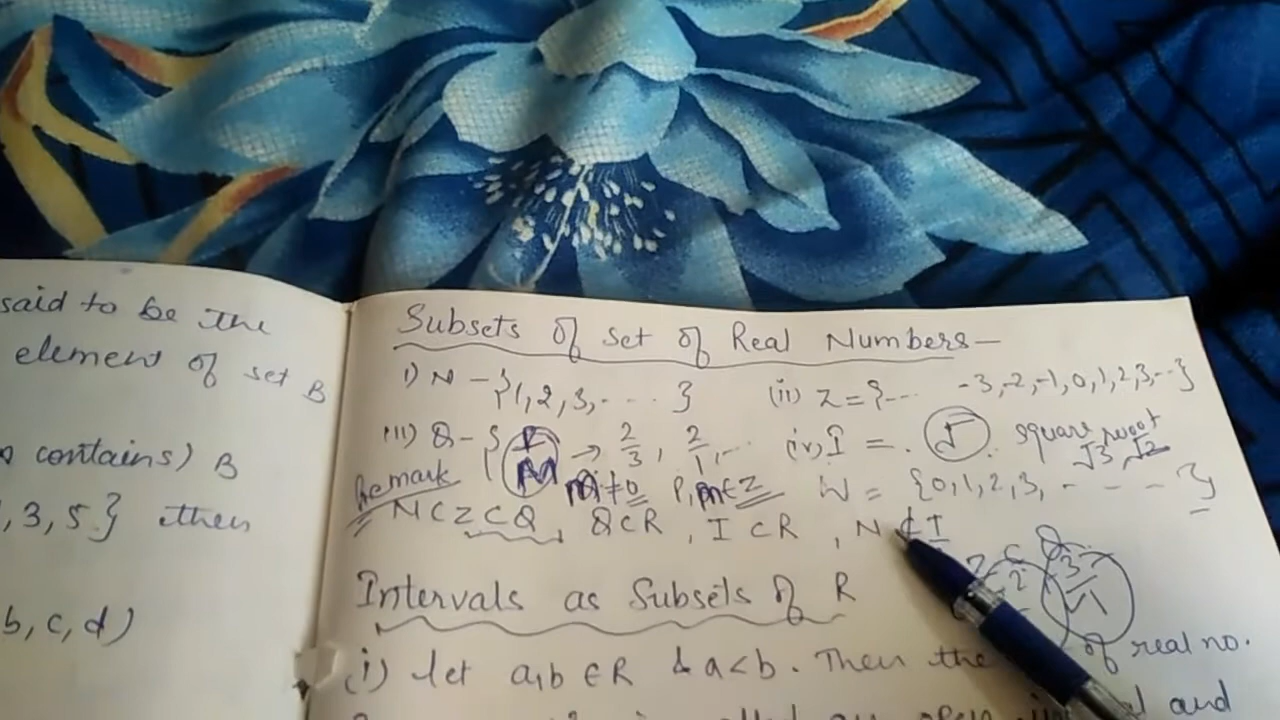 said to be the
element of set B
contains) B
, 3, 5 } then
b, c, d)
Subsets of set of Real Numbers—
i) N – {1, 2, 3, - - - - } (ii) Z = { - - - -3, -2, -1, 0, 1, 2, 3, - - }
(iii) Q – { P/M → 2/3, 2/1, - - (iv) I = . √ . square root √3, √2
Remark M ≠ 0 P, M ∈ Z W = {0, 1, 2, 3, - - - - }
N ⊂ Z ⊂ Q , Q ⊂ R , I ⊂ R , N ⊄ I
Z ⊂ Q
Intervals as Subsets of R
(i) let a, b ∈ R & a < b . Then the of real no.
and